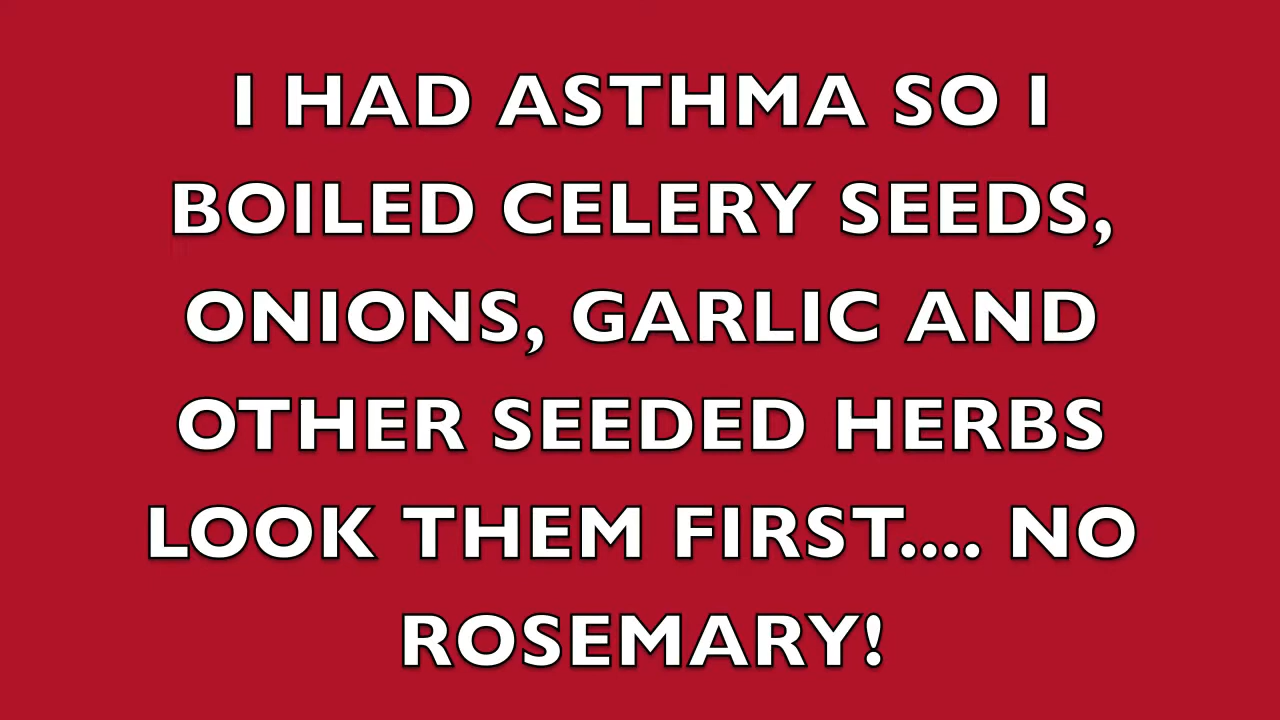 I HAD ASTHMA SO I
BOILED CELERY SEEDS,
ONIONS, GARLIC AND
OTHER SEEDED HERBS
LOOK THEM FIRST.... NO
ROSEMARY!